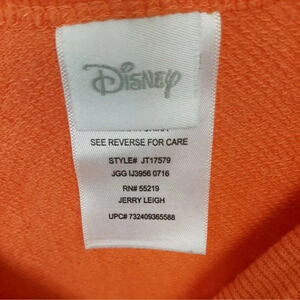 Disney
SEE REVERSE FOR CARE
STYLE# JT17579
JGG IJ3956 0716
RN# 55219
JERRY LEIGH
UPC# 732409365588